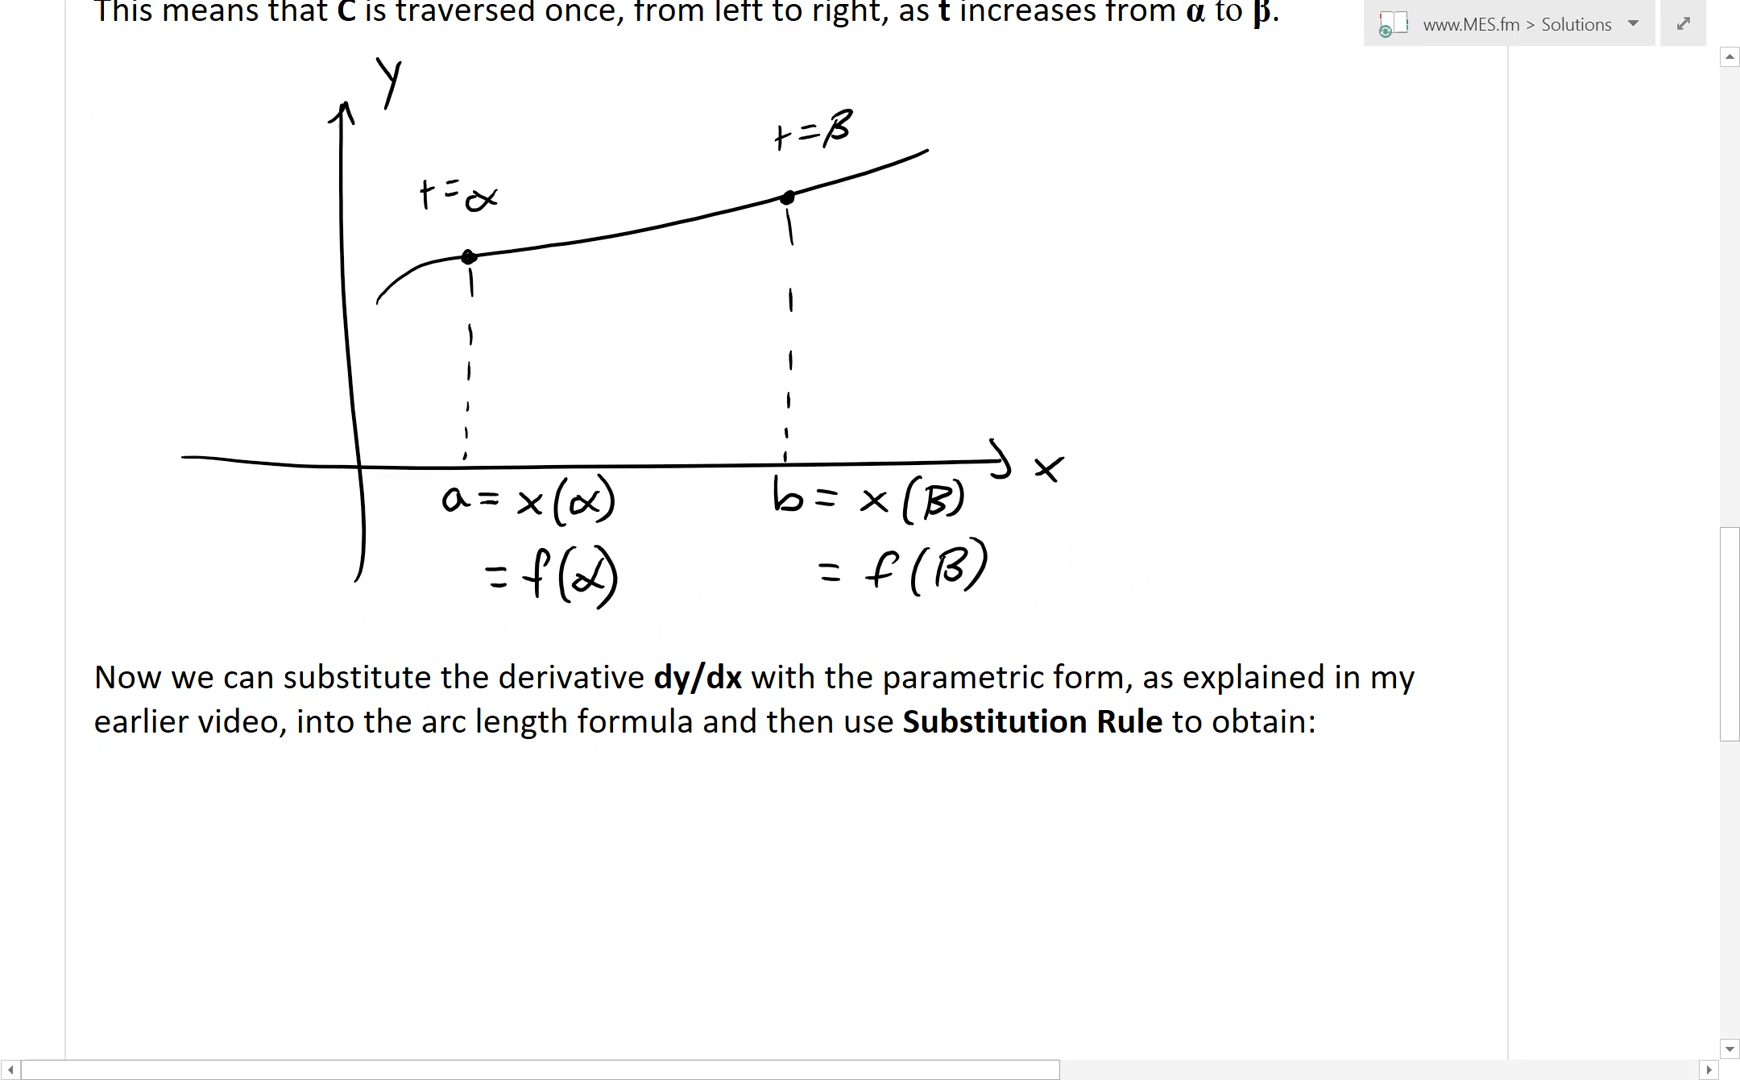 This means that C is traversed once, from left to right, as t increases from α to β.
www.MES.fm > Solutions
y
t=β
t=α
x
a = x(α)
b = x(β)
= f(α)
= f(β)
Now we can substitute the derivative dy/dx with the parametric form, as explained in my
earlier video, into the arc length formula and then use Substitution Rule to obtain: